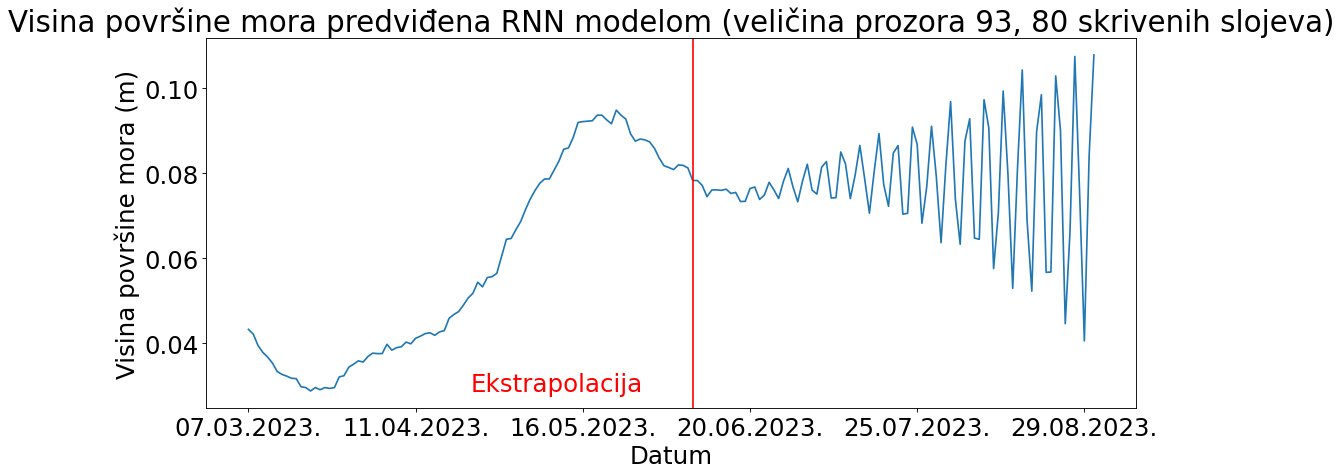 Visina površine mora predviđena RNN modelom (veličina prozora 93, 80 skrivenih slojeva)
Visina površine mora (m)
0.10
0.08
0.06
0.04
Ekstrapolacija
07.03.2023. 11.04.2023. 16.05.2023. 20.06.2023. 25.07.2023. 29.08.2023.
Datum